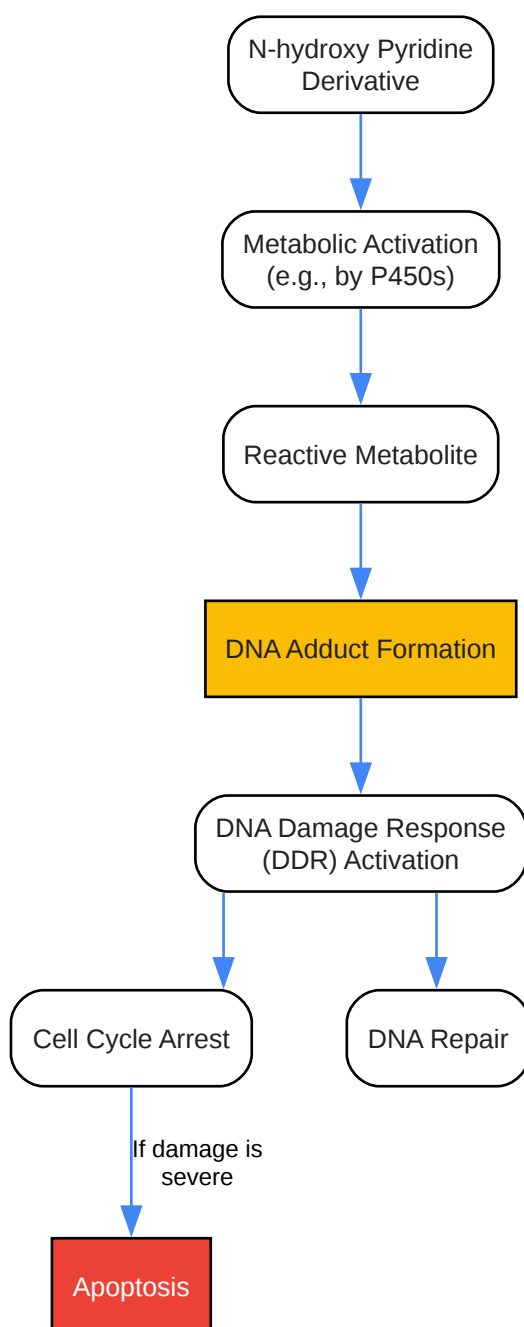 N-hydroxy Pyridine
Derivative
Metabolic Activation
(e.g., by P450s)
Reactive Metabolite
DNA Adduct Formation
DNA Damage Response
(DDR) Activation
Cell Cycle Arrest
DNA Repair
If damage is
severe
Apoptosis